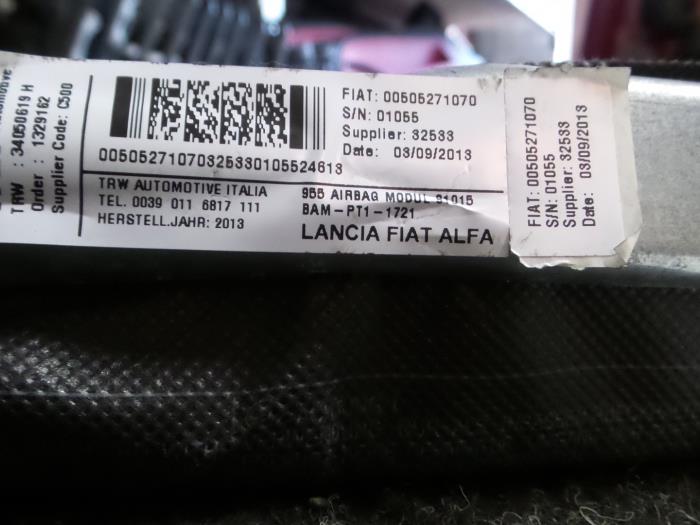 TRW : 34050619 H
Order : 1329162
Supplier Code: C500
FIAT: 00505271070
S/N: 01055
Supplier: 32533
Date: 03/09/2013
00505271070325330105524613
TRW AUTOMOTIVE ITALIA
TEL. 0039 011 6817 111
HERSTELL.JAHR: 2013
955 AIRBAG MODUL 91015
BAM-PT1-1721
LANCIA FIAT ALFA
FIAT: 00505271070
S/N: 01055
Supplier: 32533
Date: 03/09/2013